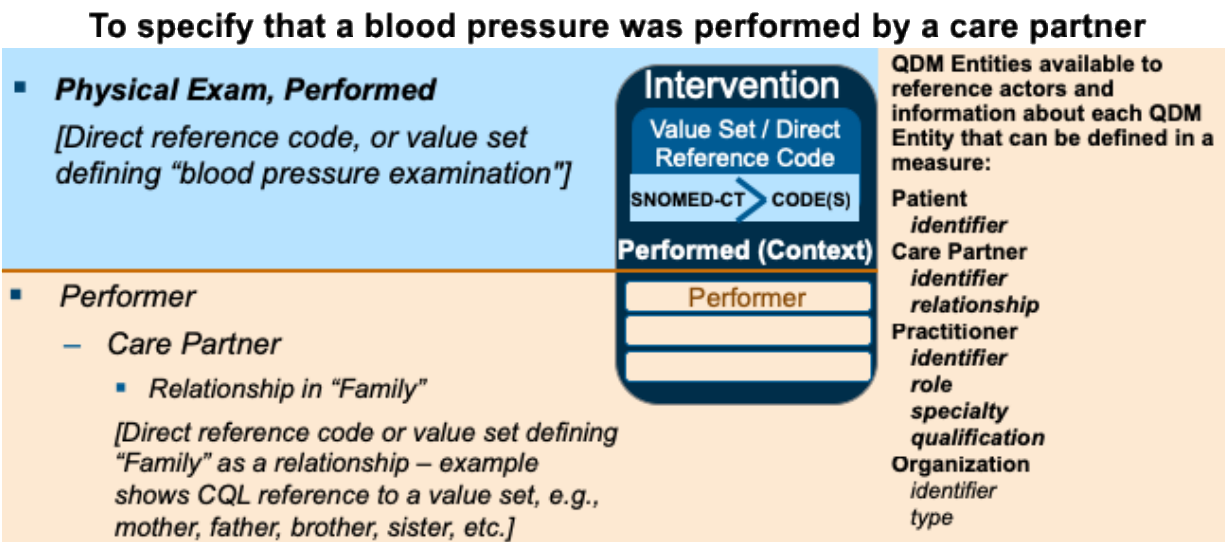 To specify that a blood pressure was performed by a care partner
▪ Physical Exam, Performed
[Direct reference code, or value set
defining “blood pressure examination"]
▪ Performer
– Care Partner
▪ Relationship in “Family”
[Direct reference code or value set defining
“Family” as a relationship – example
shows CQL reference to a value set, e.g.,
mother, father, brother, sister, etc.]
Intervention
Value Set / Direct
Reference Code
SNOMED-CT CODE(S)
Performed (Context)
Performer
QDM Entities available to
reference actors and
information about each QDM
Entity that can be defined in a
measure:
Patient
identifier
Care Partner
identifier
relationship
Practitioner
identifier
role
specialty
qualification
Organization
identifier
type